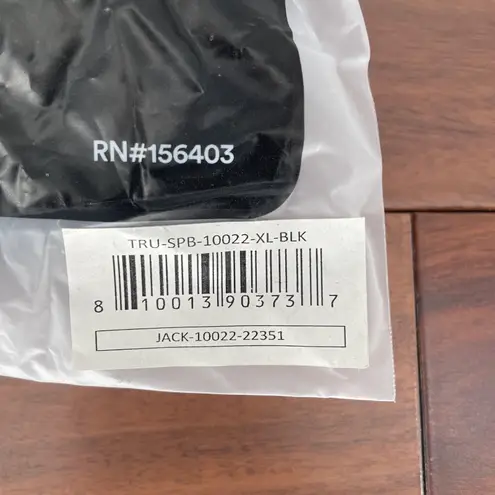 RN#156403
TRU-SPB-10022-XL-BLK
8 10013 90373 7
JACK-10022-22351